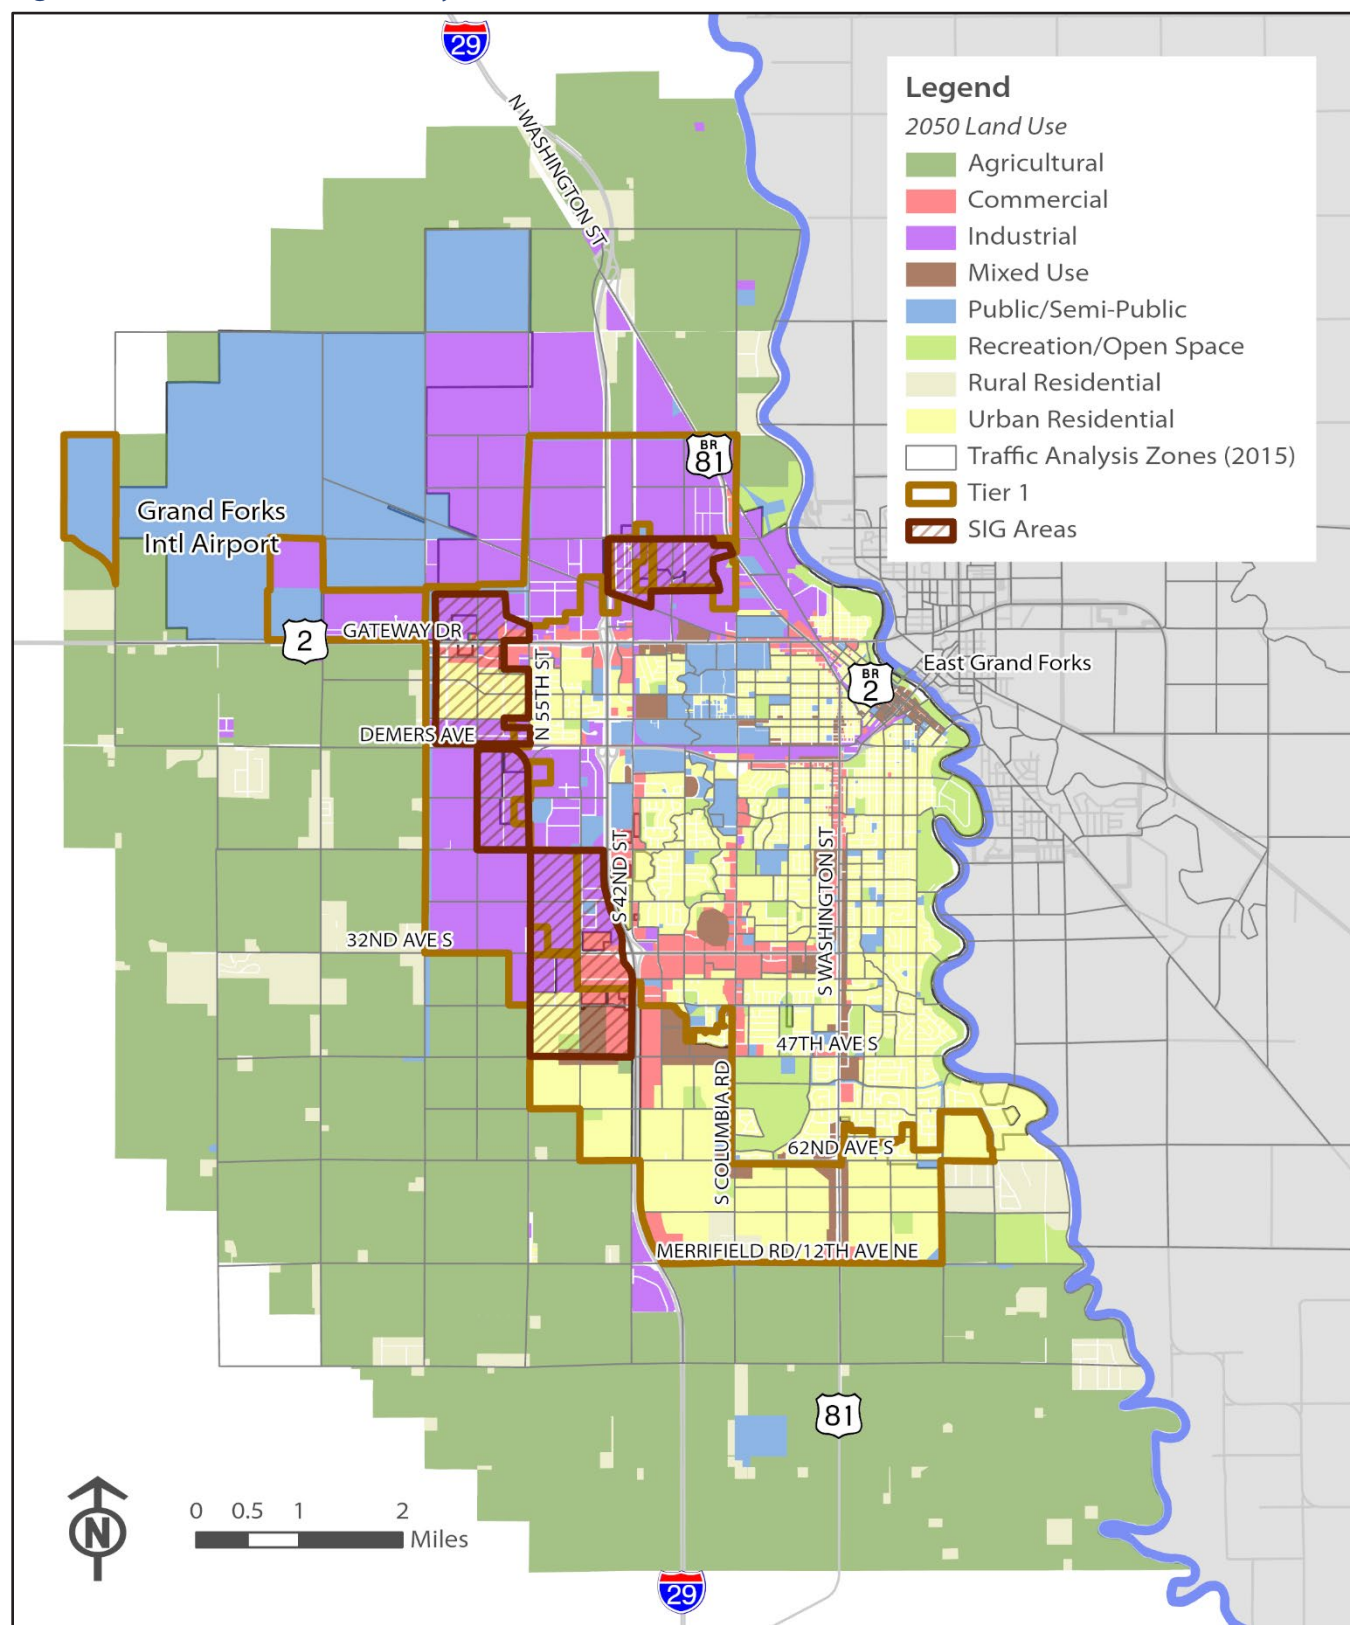 29
N WASHINGTON ST
Legend
2050 Land Use
Agricultural
Commercial
Industrial
Mixed Use
Public/Semi-Public
Recreation/Open Space
Rural Residential
Urban Residential
Traffic Analysis Zones (2015)
Tier 1
SIG Areas
BR
81
Grand Forks
Intl Airport
2
GATEWAY DR
N 55TH ST
DEMERS AVE
BR
2
East Grand Forks
S 42ND ST
S WASHINGTON ST
32ND AVE S
47TH AVE S
S COLUMBIA RD
62ND AVE S
MERRIFIELD RD/12TH AVE NE
81
N
0 0.5 1 2
Miles
29